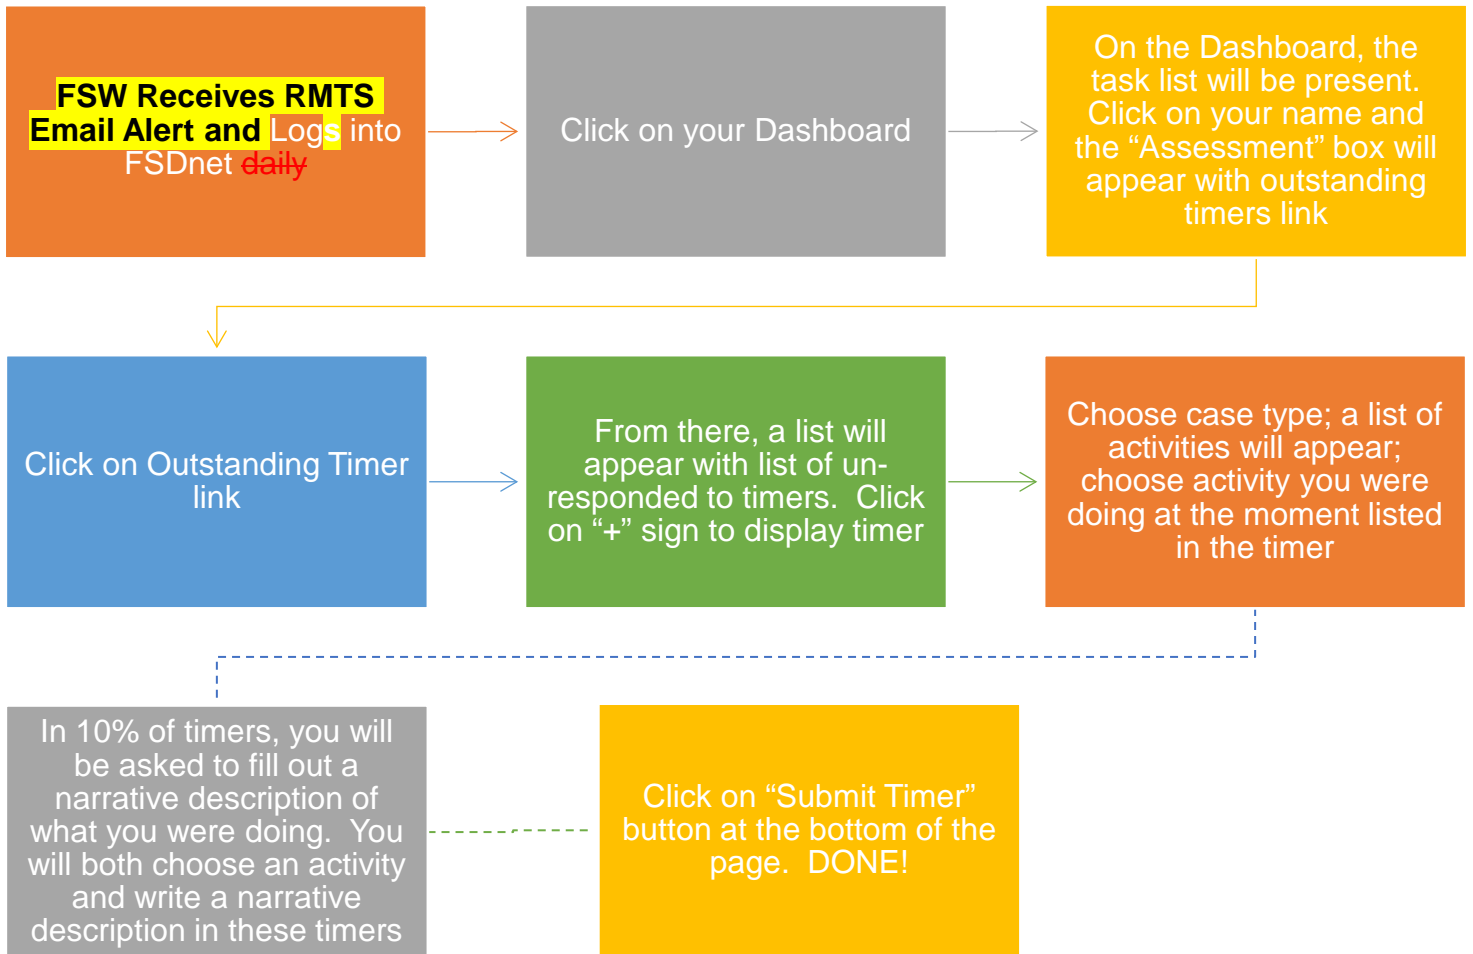 FSW Receives RMTS
Email Alert and Logs into
FSDnet daily
Click on your Dashboard
On the Dashboard, the
task list will be present.
Click on your name and
the “Assessment” box will
appear with outstanding
timers link
Click on Outstanding Timer
link
From there, a list will
appear with list of un-
responded to timers.  Click
on “+” sign to display timer
Choose case type; a list of
activities will appear;
choose activity you were
doing at the moment listed
in the timer
In 10% of timers, you will
be asked to fill out a
narrative description of
what you were doing.  You
will both choose an activity
and write a narrative
description in these timers
Click on “Submit Timer”
button at the bottom of the
page.  DONE!